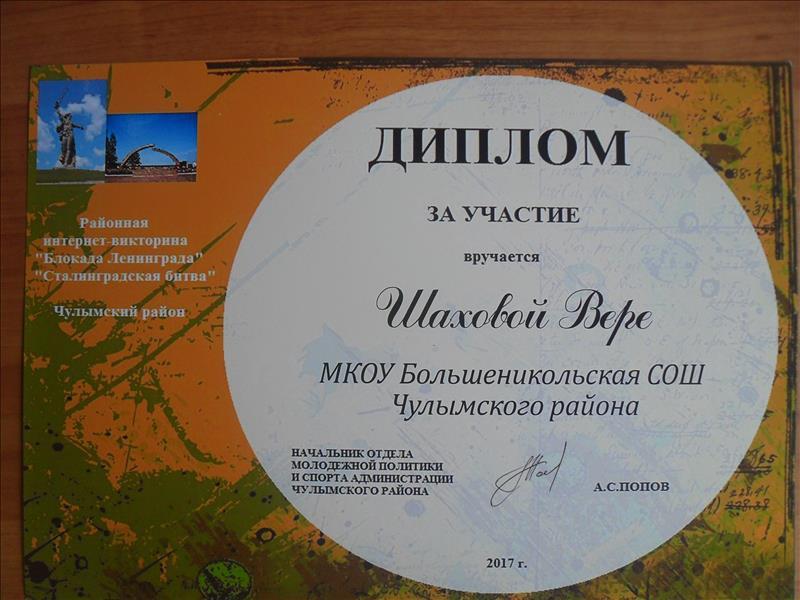 ДИПЛОМ
ЗА УЧАСТИЕ
вручается
Шаховой Вере
МКОУ Большеникольская СОШ
Чулымского района
НАЧАЛЬНИК ОТДЕЛА
МОЛОДЕЖНОЙ ПОЛИТИКИ
И СПОРТА АДМИНИСТРАЦИИ
ЧУЛЫМСКОГО РАЙОНА
А.С.ПОПОВ
2017 г.
Районная
интернет-викторина
"Блокада Ленинграда"
"Сталинградская битва"
Чулымский район